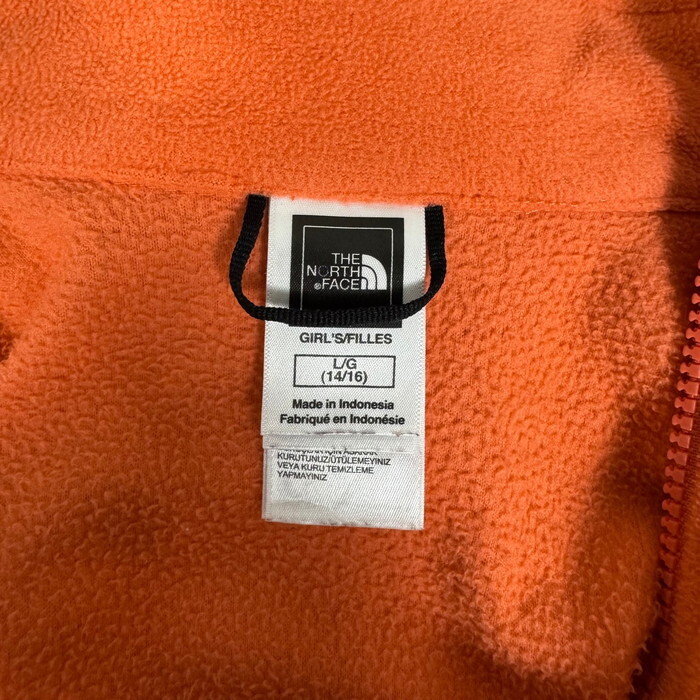 THE
NORTH
®FACE
GIRL'S/FILLES
L/G
(14/16)
Made in Indonesia
Fabriqué en Indonésie
KURUTUNUZ/ÜTÜLEMEYINIZ
VEYA KURU TEMIZLEME
YAPMAYINIZ